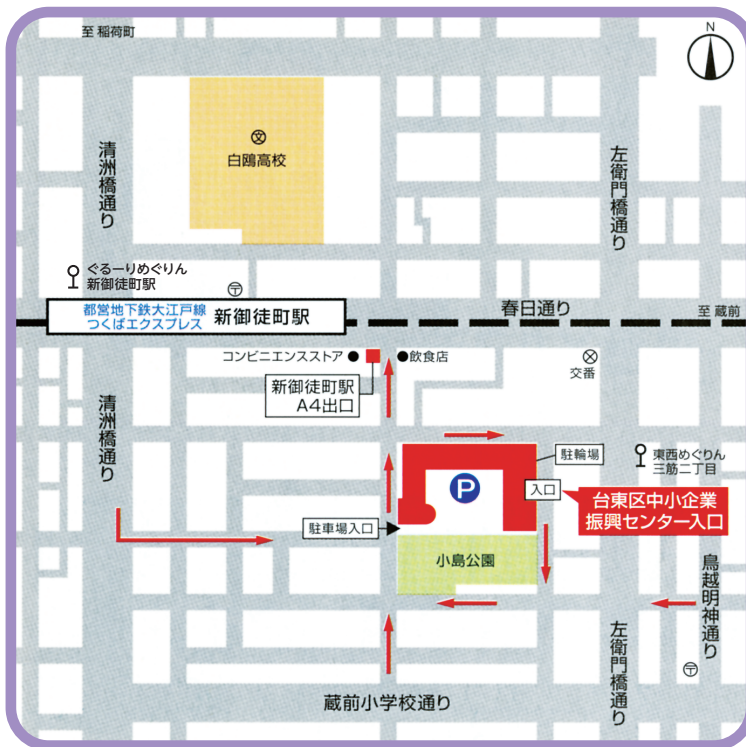 至 稲荷町
N
文
白鴎高校
清洲橋通り
左衛門橋通り
ぐるーりめぐりん
新御徒町駅
〒
都営地下鉄大江戸線
つくばエクスプレス
新御徒町駅
春日通り
至 蔵前
コンビニエンスストア
飲食店
交番
新御徒町駅
A4出口
清洲橋通り
駐輪場
東西めぐりん
三筋二丁目
P
入口
台東区中小企業
振興センター入口
駐車場入口
小島公園
鳥越明神通り
左衛門橋通り
〒
蔵前小学校通り